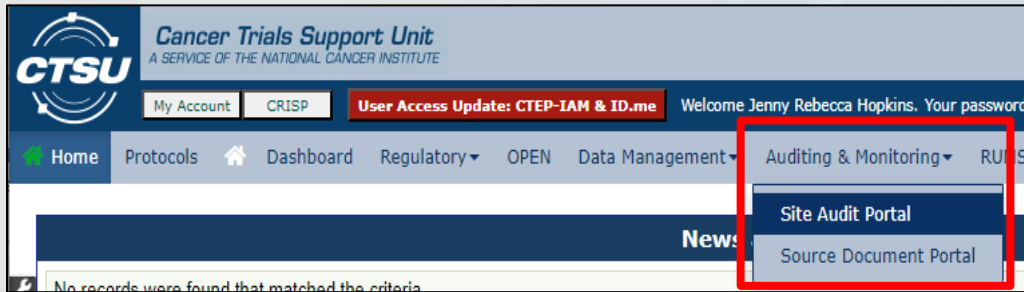 CTSU
Cancer Trials Support Unit
A SERVICE OF THE NATIONAL CANCER INSTITUTE
My Account CRISP User Access Update: CTEP-IAM & ID.me Welcome Jenny Rebecca Hopkins. Your password
Home Protocols Dashboard Regulatory OPEN Data Management Auditing & Monitoring
Site Audit Portal
News
Source Document Portal
No records were found that matched the criteria